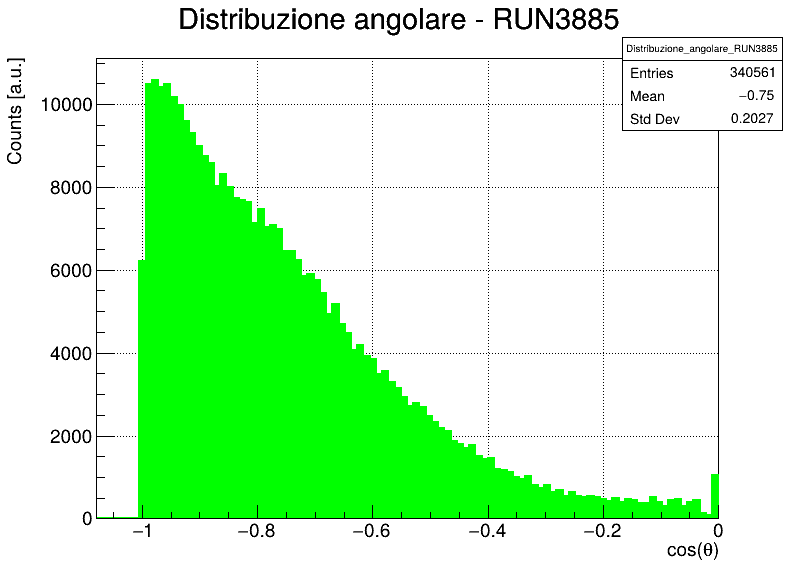 Distribuzione angolare - RUN3885
Distribuzione_angolare_RUN3885
Entries 340561
Mean −0.75
Std Dev 0.2027
Counts [a.u.]
10000
8000
6000
4000
2000
0
−1 −0.8 −0.6 −0.4 −0.2 0
cos(θ)